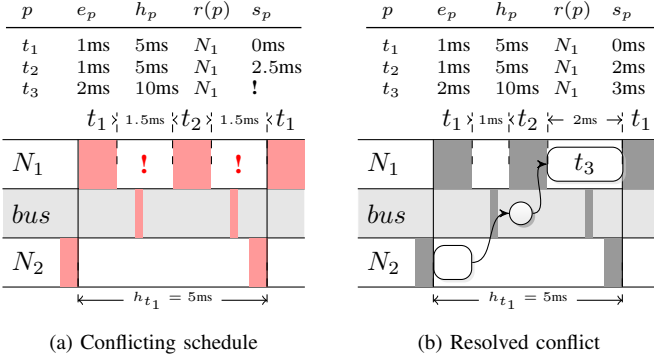 p e_p h_p r(p) s_p
t_1 1ms 5ms N_1 0ms
t_2 1ms 5ms N_1 2.5ms
t_3 2ms 10ms N_1 !
t_1 1.5ms t_2 1.5ms t_1
N_1 ! !
bus
N_2
h_{t_1} = 5ms
(a) Conflicting schedule
p e_p h_p r(p) s_p
t_1 1ms 5ms N_1 0ms
t_2 1ms 5ms N_1 2ms
t_3 2ms 10ms N_1 3ms
t_1 1ms t_2 2ms t_1
N_1 t_3
bus
N_2
h_{t_1} = 5ms
(b) Resolved conflict